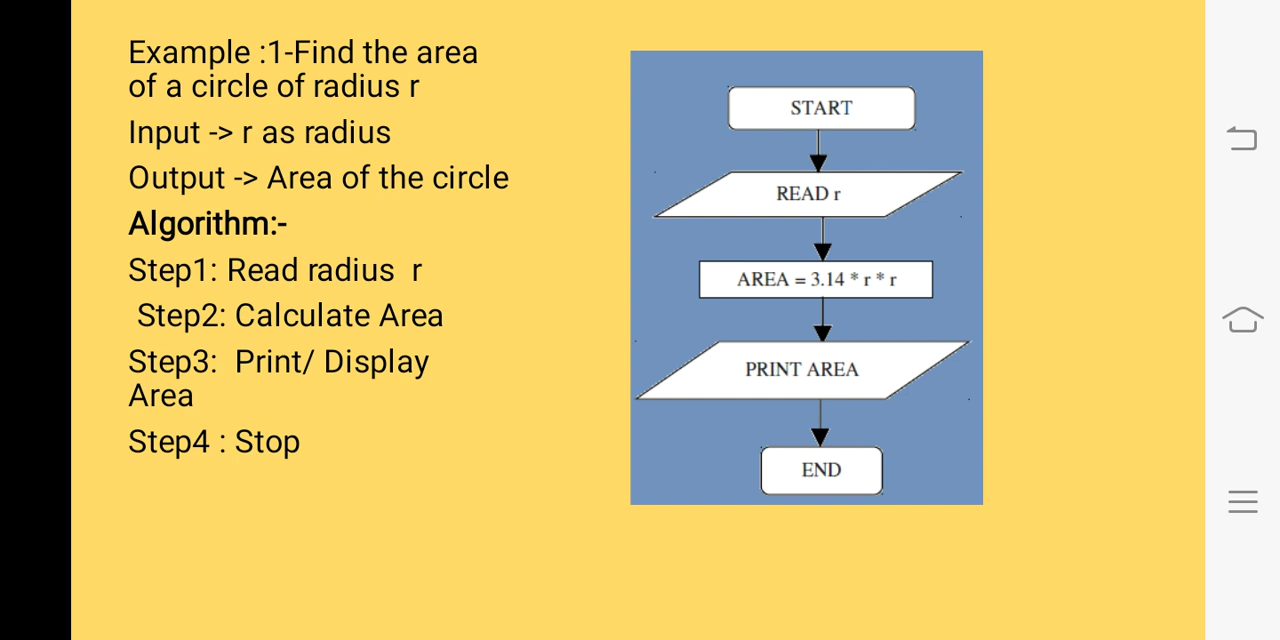 Example :1-Find the area
of a circle of radius r
Input -> r as radius
Output -> Area of the circle
Algorithm:-
Step1: Read radius  r
Step2: Calculate Area
Step3:  Print/ Display
Area
Step4 : Stop
START
READ r
AREA = 3.14 * r * r
PRINT AREA
END